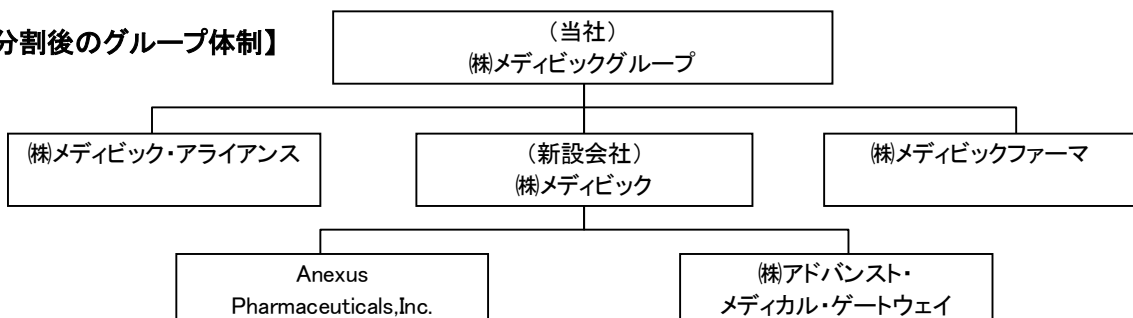 分割後のグループ体制】
（当社）
㈱メディビックグループ
㈱メディビック・アライアンス
（新設会社）
㈱メディビック
㈱メディビックファーマ
Anexus
Pharmaceuticals,Inc.
㈱アドバンスト・
メディカル・ゲートウェイ